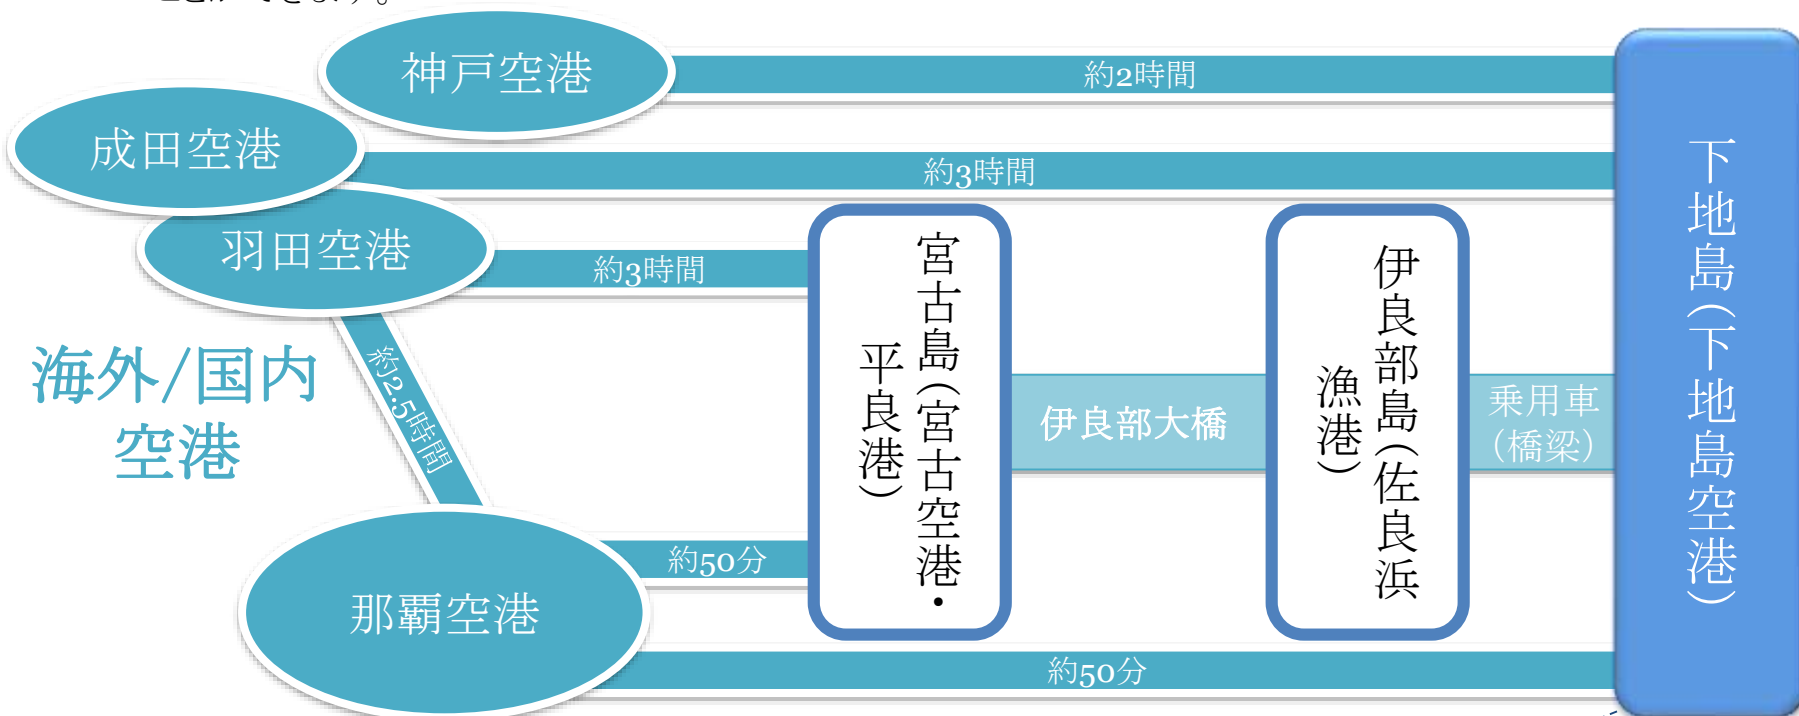 神戸空港
約2時間
成田空港
約3時間
羽田空港
約3時間
海外/国内
空港
約2.5時間
那覇空港
約50分
約50分
宮古島(宮古空港・
平良港)
伊良部大橋
伊良部島(佐良浜
漁港)
乗用車
(橋梁)
下地島(下地島空港)